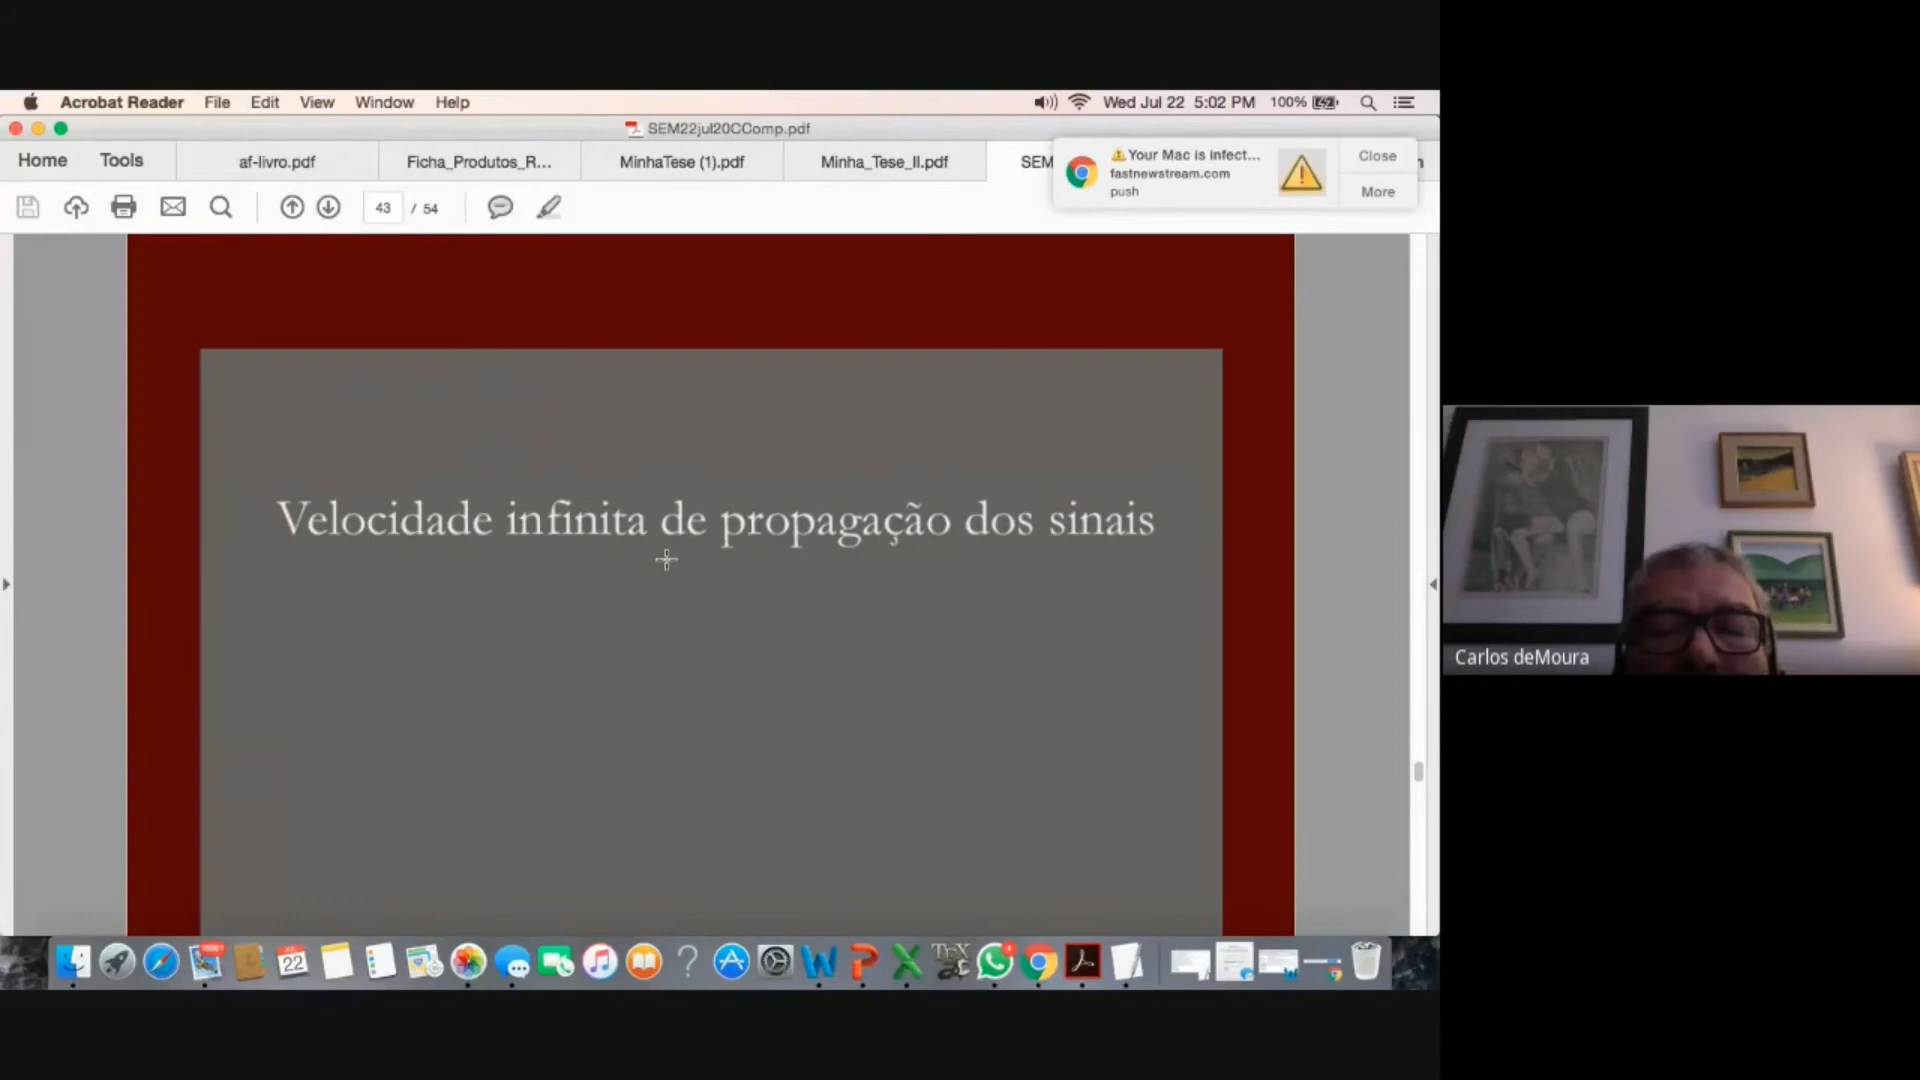 Acrobat Reader File Edit View Window Help
Wed Jul 22 5:02 PM 100%
SEM22jul20CComp.pdf
Home Tools af-livro.pdf Ficha_Produtos_R... MinhaTese (1).pdf Minha_Tese_II.pdf SEM
⚠Your Mac is Infect...
fastnewstream.com
push
Close
More
43 / 54
Velocidade infinita de propagação dos sinais
Carlos deMoura
22
4